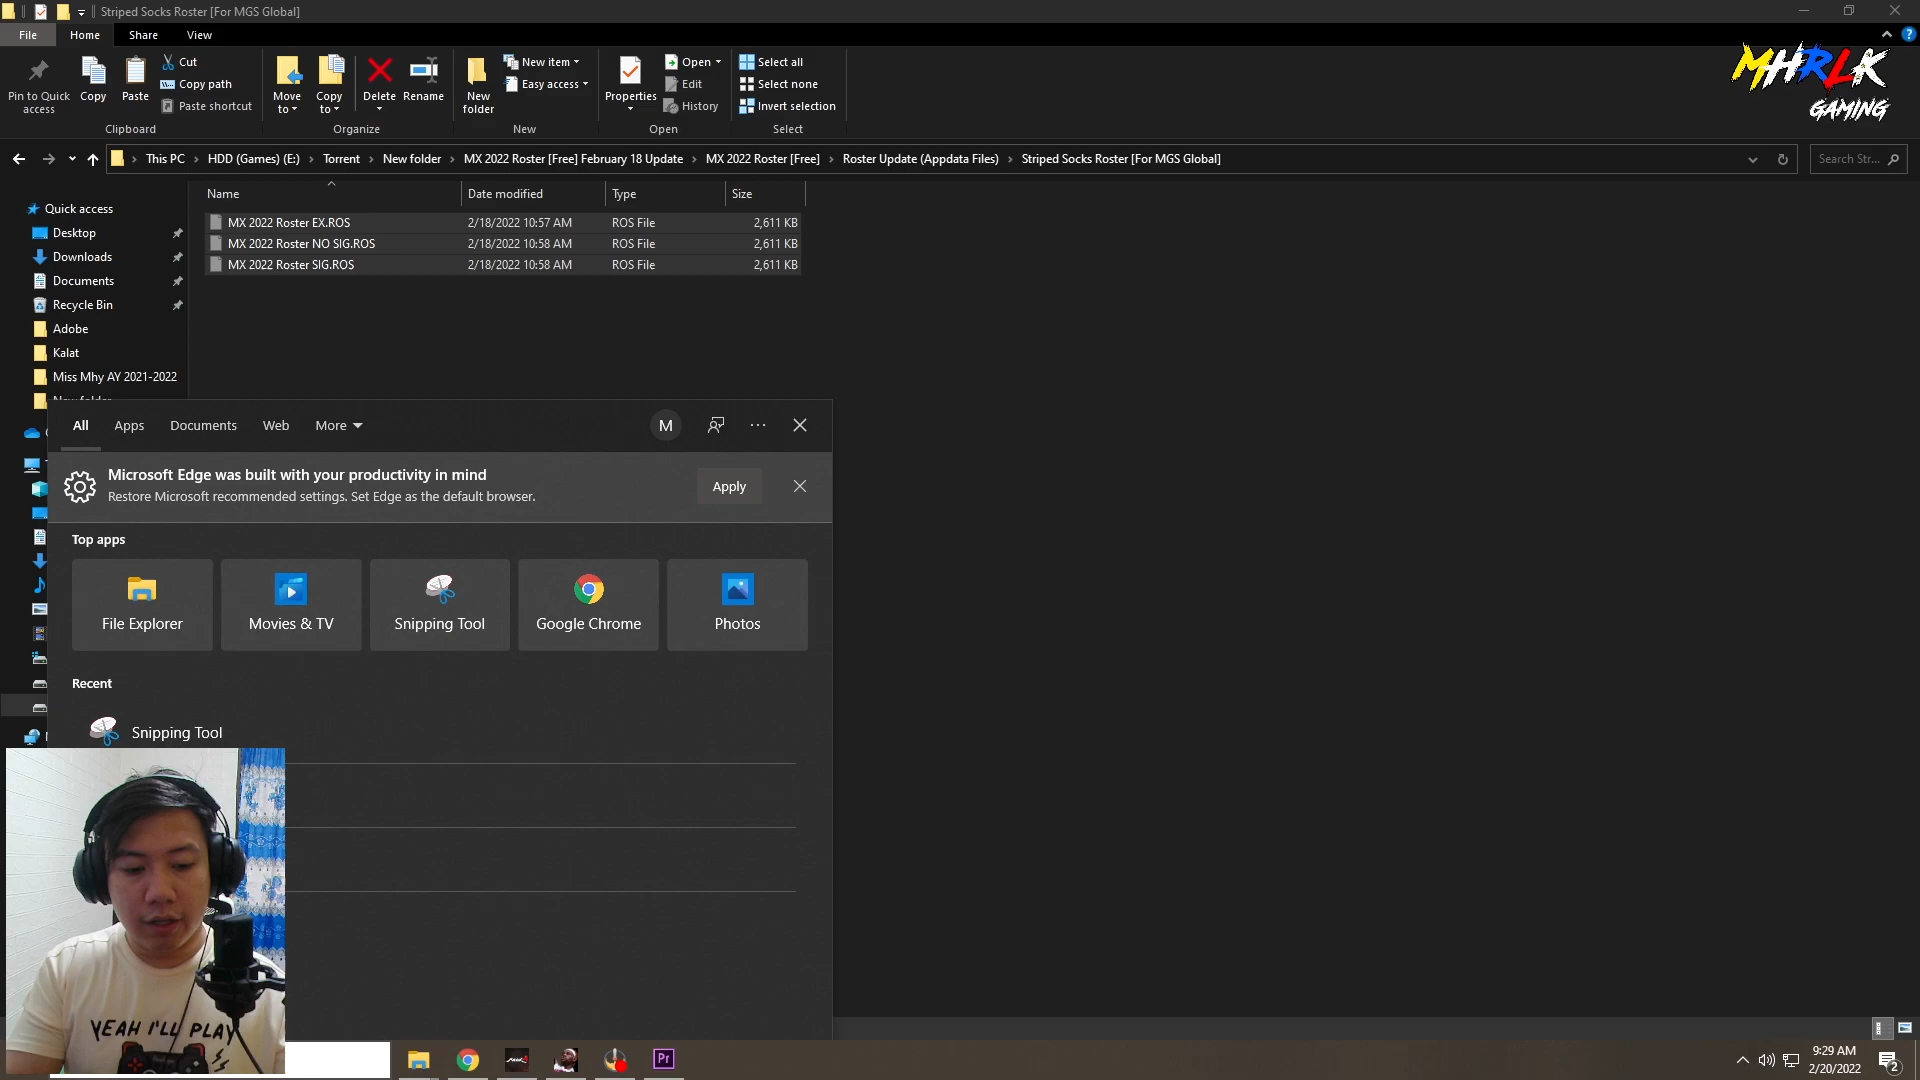 Striped Socks Roster [For MGS Global]
File Home Share View
Pin to Quick access
Copy
Paste
Cut
Copy path
Paste shortcut
Clipboard
Move to
Copy to
Delete
Rename
Organize
New folder
New item
Easy access
New
Properties
Open
Edit
History
Open
Select all
Select none
Invert selection
Select
MHRLK
GAMING
This PC HDD (Games) (E:) Torrent New folder MX 2022 Roster [Free] February 18 Update MX 2022 Roster [Free] Roster Update (Appdata Files) Striped Socks Roster [For MGS Global]
Search Str...
Name Date modified Type Size
MX 2022 Roster EX.ROS 2/18/2022 10:57 AM ROS File 2,611 KB
MX 2022 Roster NO SIG.ROS 2/18/2022 10:58 AM ROS File 2,611 KB
MX 2022 Roster SIG.ROS 2/18/2022 10:58 AM ROS File 2,611 KB
Quick access
Desktop
Downloads
Documents
Recycle Bin
Adobe
Kalat
Miss Mhy AY 2021-2022
New folder
All Apps Documents Web More
M
Microsoft Edge was built with your productivity in mind
Restore Microsoft recommended settings. Set Edge as the default browser.
Apply
Top apps
File Explorer
Movies & TV
Snipping Tool
Google Chrome
Photos
Recent
Snipping Tool
YEAH I'LL PLAY
Pr
9:29 AM
2/20/2022
2